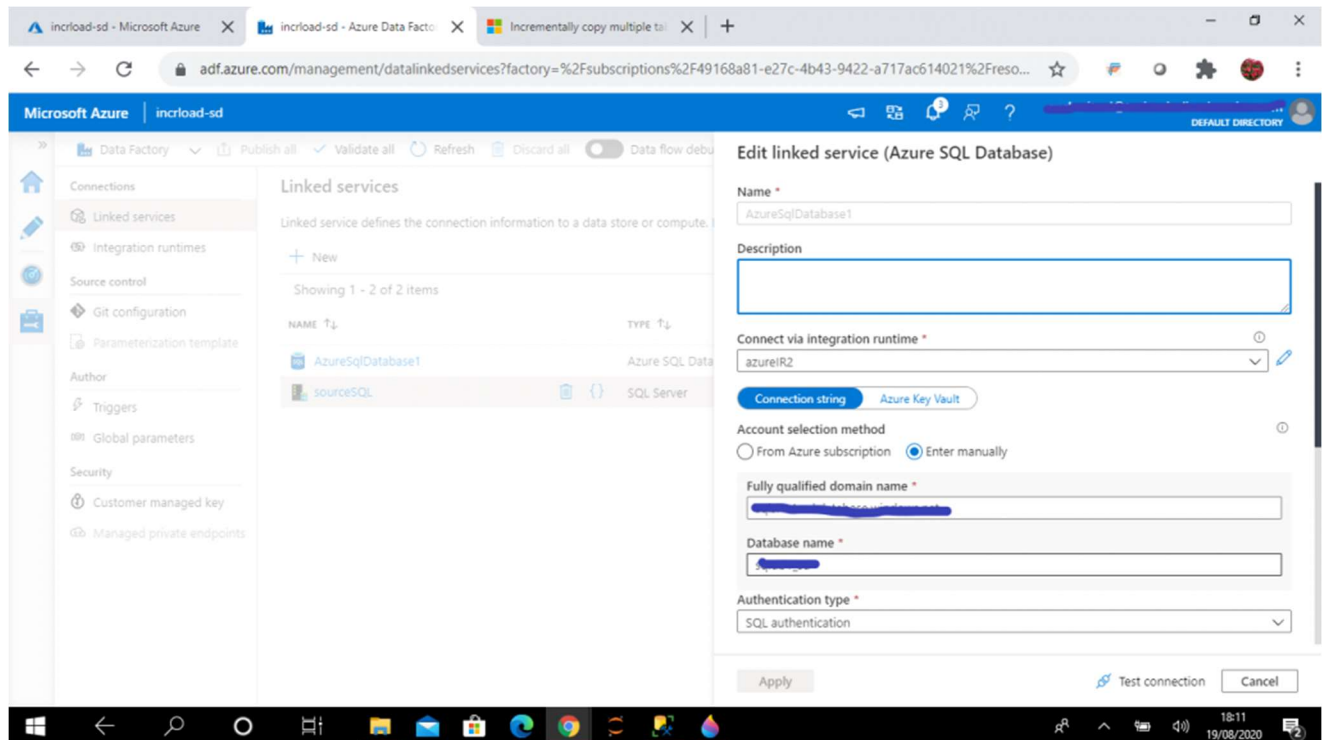 incrload-sd - Microsoft Azure
incrload-sd - Azure Data Facto
Incrementally copy multiple tab
adf.azure.com/management/datalinkedservices?factory=%2Fsubscriptions%2F49168a81-e27c-4b43-9422-a717ac614021%2Freso...
Microsoft Azure
incrload-sd
3
DEFAULT DIRECTORY
Data Factory
Publish all
Validate all
Refresh
Discard all
Data flow debu
Connections
Linked services
Integration runtimes
Source control
Git configuration
Parameterization template
Author
Triggers
Global parameters
Security
Customer managed key
Managed private endpoints
Linked services
Linked service defines the connection information to a data store or compute.
New
Showing 1 - 2 of 2 items
NAME
TYPE
AzureSqlDatabase1
Azure SQL Data
sourceSQL
{}
SQL Server
Edit linked service (Azure SQL Database)
Name *
AzureSqlDatabase1
Description
Connect via integration runtime *
azureIR2
Connection string
Azure Key Vault
Account selection method
From Azure subscription
Enter manually
Fully qualified domain name *
Database name *
Authentication type *
SQL authentication
Apply
Test connection
Cancel
18:11
19/08/2020
2